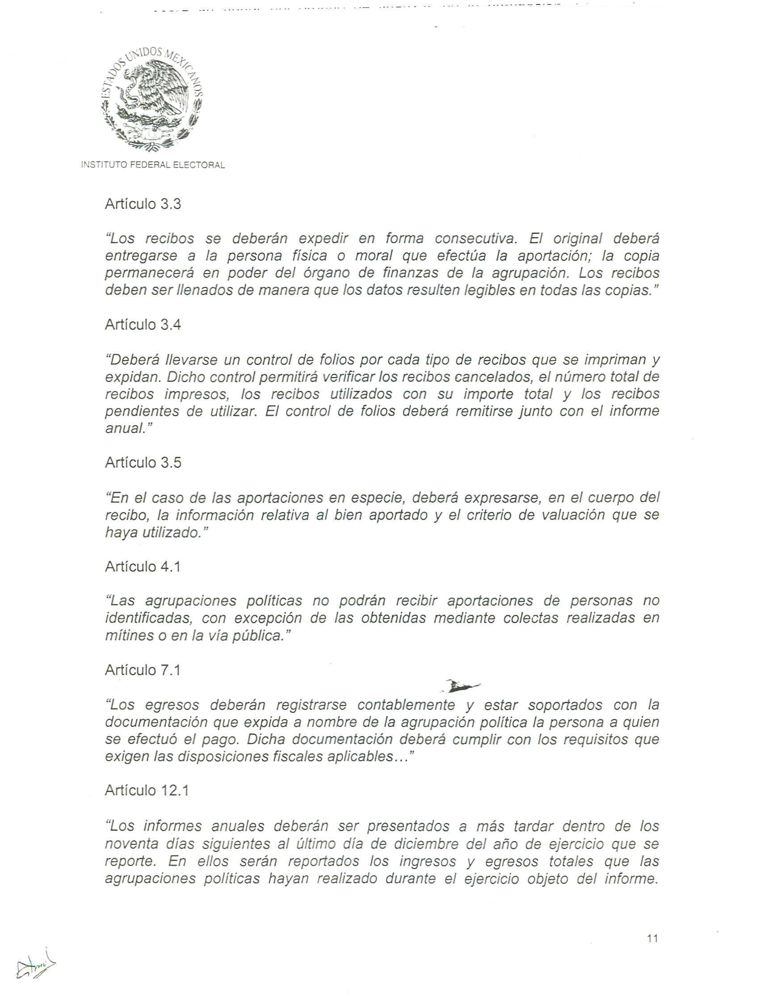 ESTADOS UNIDOS MEXICANOS
INSTITUTO FEDERAL ELECTORAL
Artículo 3.3
“Los recibos se deberán expedir en forma consecutiva. El original deberá
entregarse a la persona física o moral que efectúa la aportación; la copia
permanecerá en poder del órgano de finanzas de la agrupación. Los recibos
deben ser llenados de manera que los datos resulten legibles en todas las copias.”
Artículo 3.4
“Deberá llevarse un control de folios por cada tipo de recibos que se impriman y
expidan. Dicho control permitirá verificar los recibos cancelados, el número total de
recibos impresos, los recibos utilizados con su importe total y los recibos
pendientes de utilizar. El control de folios deberá remitirse junto con el informe
anual.”
Artículo 3.5
“En el caso de las aportaciones en especie, deberá expresarse, en el cuerpo del
recibo, la información relativa al bien aportado y el criterio de valuación que se
haya utilizado.”
Artículo 4.1
“Las agrupaciones políticas no podrán recibir aportaciones de personas no
identificadas, con excepción de las obtenidas mediante colectas realizadas en
mítines o en la vía pública.”
Artículo 7.1
“Los egresos deberán registrarse contablemente y estar soportados con la
documentación que expida a nombre de la agrupación política la persona a quien
se efectuó el pago. Dicha documentación deberá cumplir con los requisitos que
exigen las disposiciones fiscales aplicables...”
Artículo 12.1
“Los informes anuales deberán ser presentados a más tardar dentro de los
noventa días siguientes al último día de diciembre del año de ejercicio que se
reporte. En ellos serán reportados los ingresos y egresos totales que las
agrupaciones políticas hayan realizado durante el ejercicio objeto del informe.
11